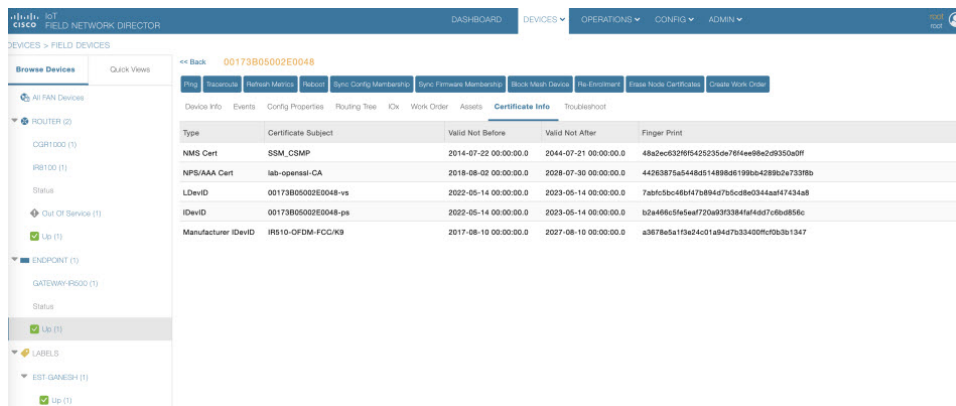 cisco IoT
FIELD NETWORK DIRECTOR
DASHBOARD DEVICES OPERATIONS CONFIG ADMIN
root
root
DEVICES > FIELD DEVICES
Browse Devices Quick Views
All FAN Devices
ROUTER (2)
CGR1000 (1)
IR8100 (1)
Status
Out Of Service (1)
Up (1)
ENDPOINT (1)
GATEWAY-IR500 (1)
Status
Up (1)
LABELS
EST-GANESH (1)
Up (1)
<< Back 00173B05002E0048
Ping Traceroute Refresh Metrics Reboot Sync Config Membership Sync Firmware Membership Block Mesh Device Re-Enrolment Erase Node Certificates Create Work Order
Device Info Events Config Properties Routing Tree IOx Work Order Assets Certificate Info Troubleshoot
Type Certificate Subject Valid Not Before Valid Not After Finger Print
NMS Cert SSM_CSMP 2014-07-22 00:00:00.0 2044-07-21 00:00:00.0 48a2ec632f6f5425235de76f4ee98e2d9350a0ff
NPS/AAA Cert lab-openssl-CA 2018-08-02 00:00:00.0 2028-07-30 00:00:00.0 44263875a5448d514898d6199bb4289b2e733f8b
LDevID 00173B05002E0048-vs 2022-05-14 00:00:00.0 2023-05-14 00:00:00.0 7abfc5bc46bf47b894d7b5cd8e0344aaf47434a8
IDevID 00173B05002E0048-ps 2022-05-14 00:00:00.0 2023-05-14 00:00:00.0 b2a466c5fe5eaf720a93f3384faf4dd7c6bd856c
Manufacturer IDevID IR510-OFDM-FCC/K9 2017-08-10 00:00:00.0 2027-08-10 00:00:00.0 a3678e5a1f3e24c01a94d7b33400ffcf0b3b1347